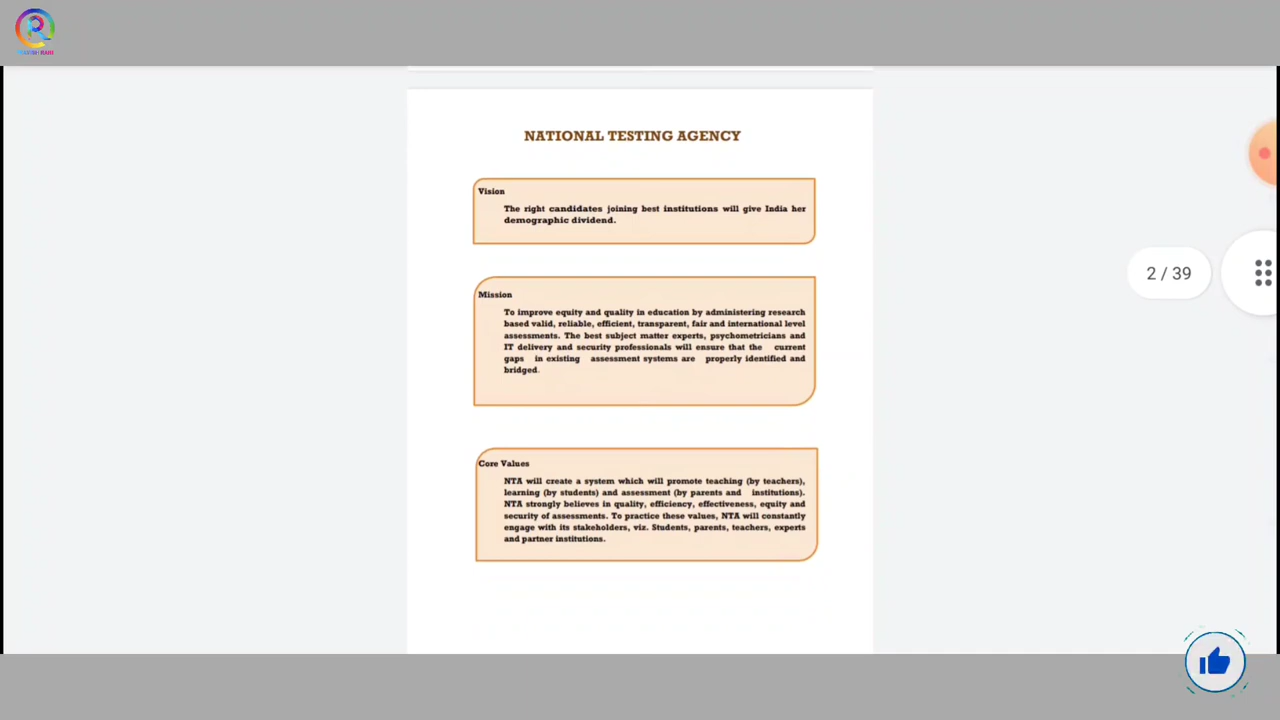 NATIONAL TESTING AGENCY
Vision
The right candidates joining best institutions will give India her
demographic dividend.
2 / 39
Mission
To improve equity and quality in education by administering research
based valid, reliable, efficient, transparent, fair and international level
assessments. The best subject matter experts, psychometricians and
IT delivery and security professionals will ensure that the current
gaps in existing assessment systems are properly identified and
bridged.
Core Values
NTA will create a system which will promote teaching (by teachers),
learning (by students) and assessment (by parents and institutions).
NTA strongly believes in quality, efficiency, effectiveness, equity and
security of assessments. To practice these values, NTA will constantly
engage with its stakeholders, viz. Students, parents, teachers, experts
and partner institutions.